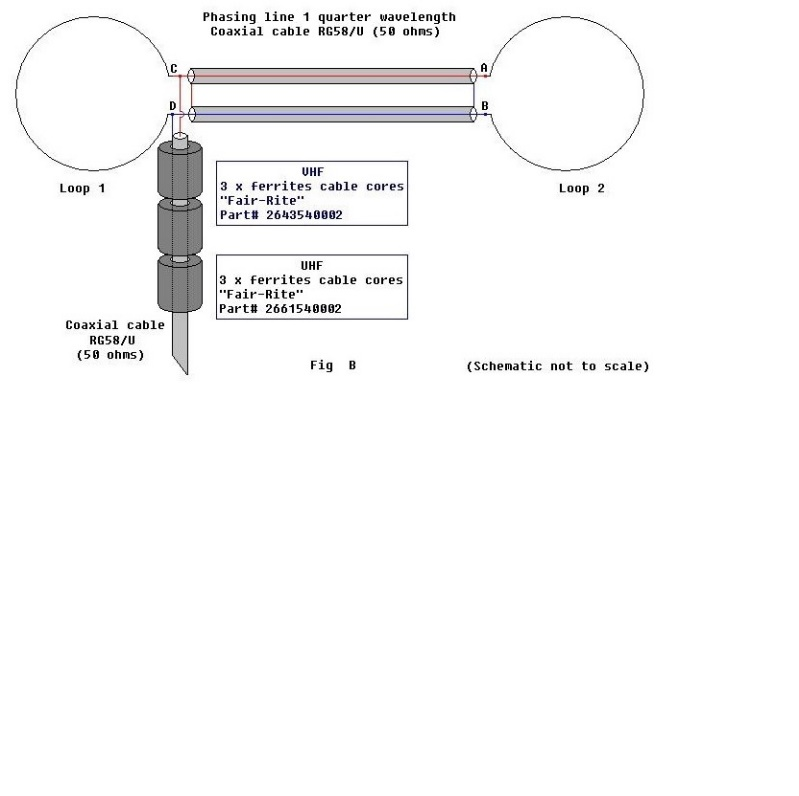 Phasing line 1 quarter wavelength
Coaxial cable RG58/U (50 ohms)
C
A
D
B
Loop 1
Loop 2
VHF
3 x ferrites cable cores
"Fair-Rite"
Part# 2643540002
UHF
3 x ferrites cable cores
"Fair-Rite"
Part# 2661540002
Coaxial cable
RG58/U
(50 ohms)
Fig B
(Schematic not to scale)